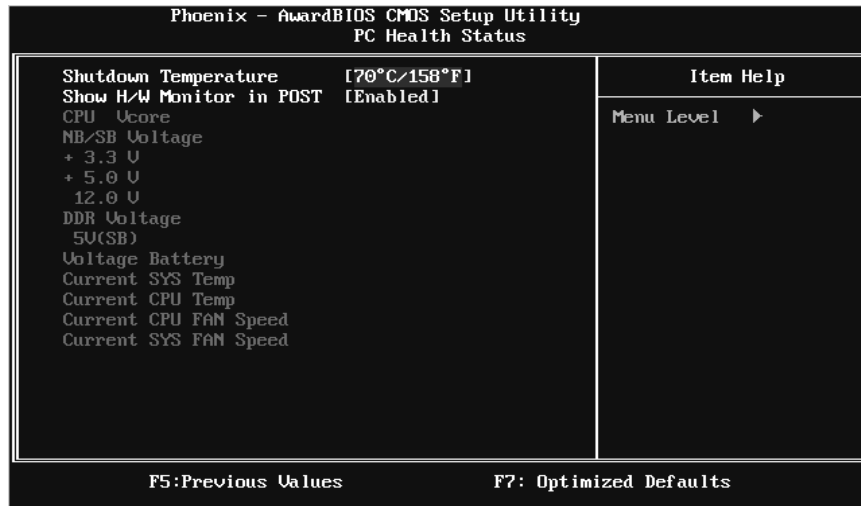 Phoenix - AwardBIOS CMOS Setup Utility
PC Health Status
Shutdown Temperature [70°C/158°F]
Show H/W Monitor in POST [Enabled]
CPU Vcore
NB/SB Voltage
+ 3.3 V
+ 5.0 V
12.0 V
DDR Voltage
5V(SB)
Voltage Battery
Current SYS Temp
Current CPU Temp
Current CPU FAN Speed
Current SYS FAN Speed
Item Help
Menu Level
F5:Previous Values F7: Optimized Defaults